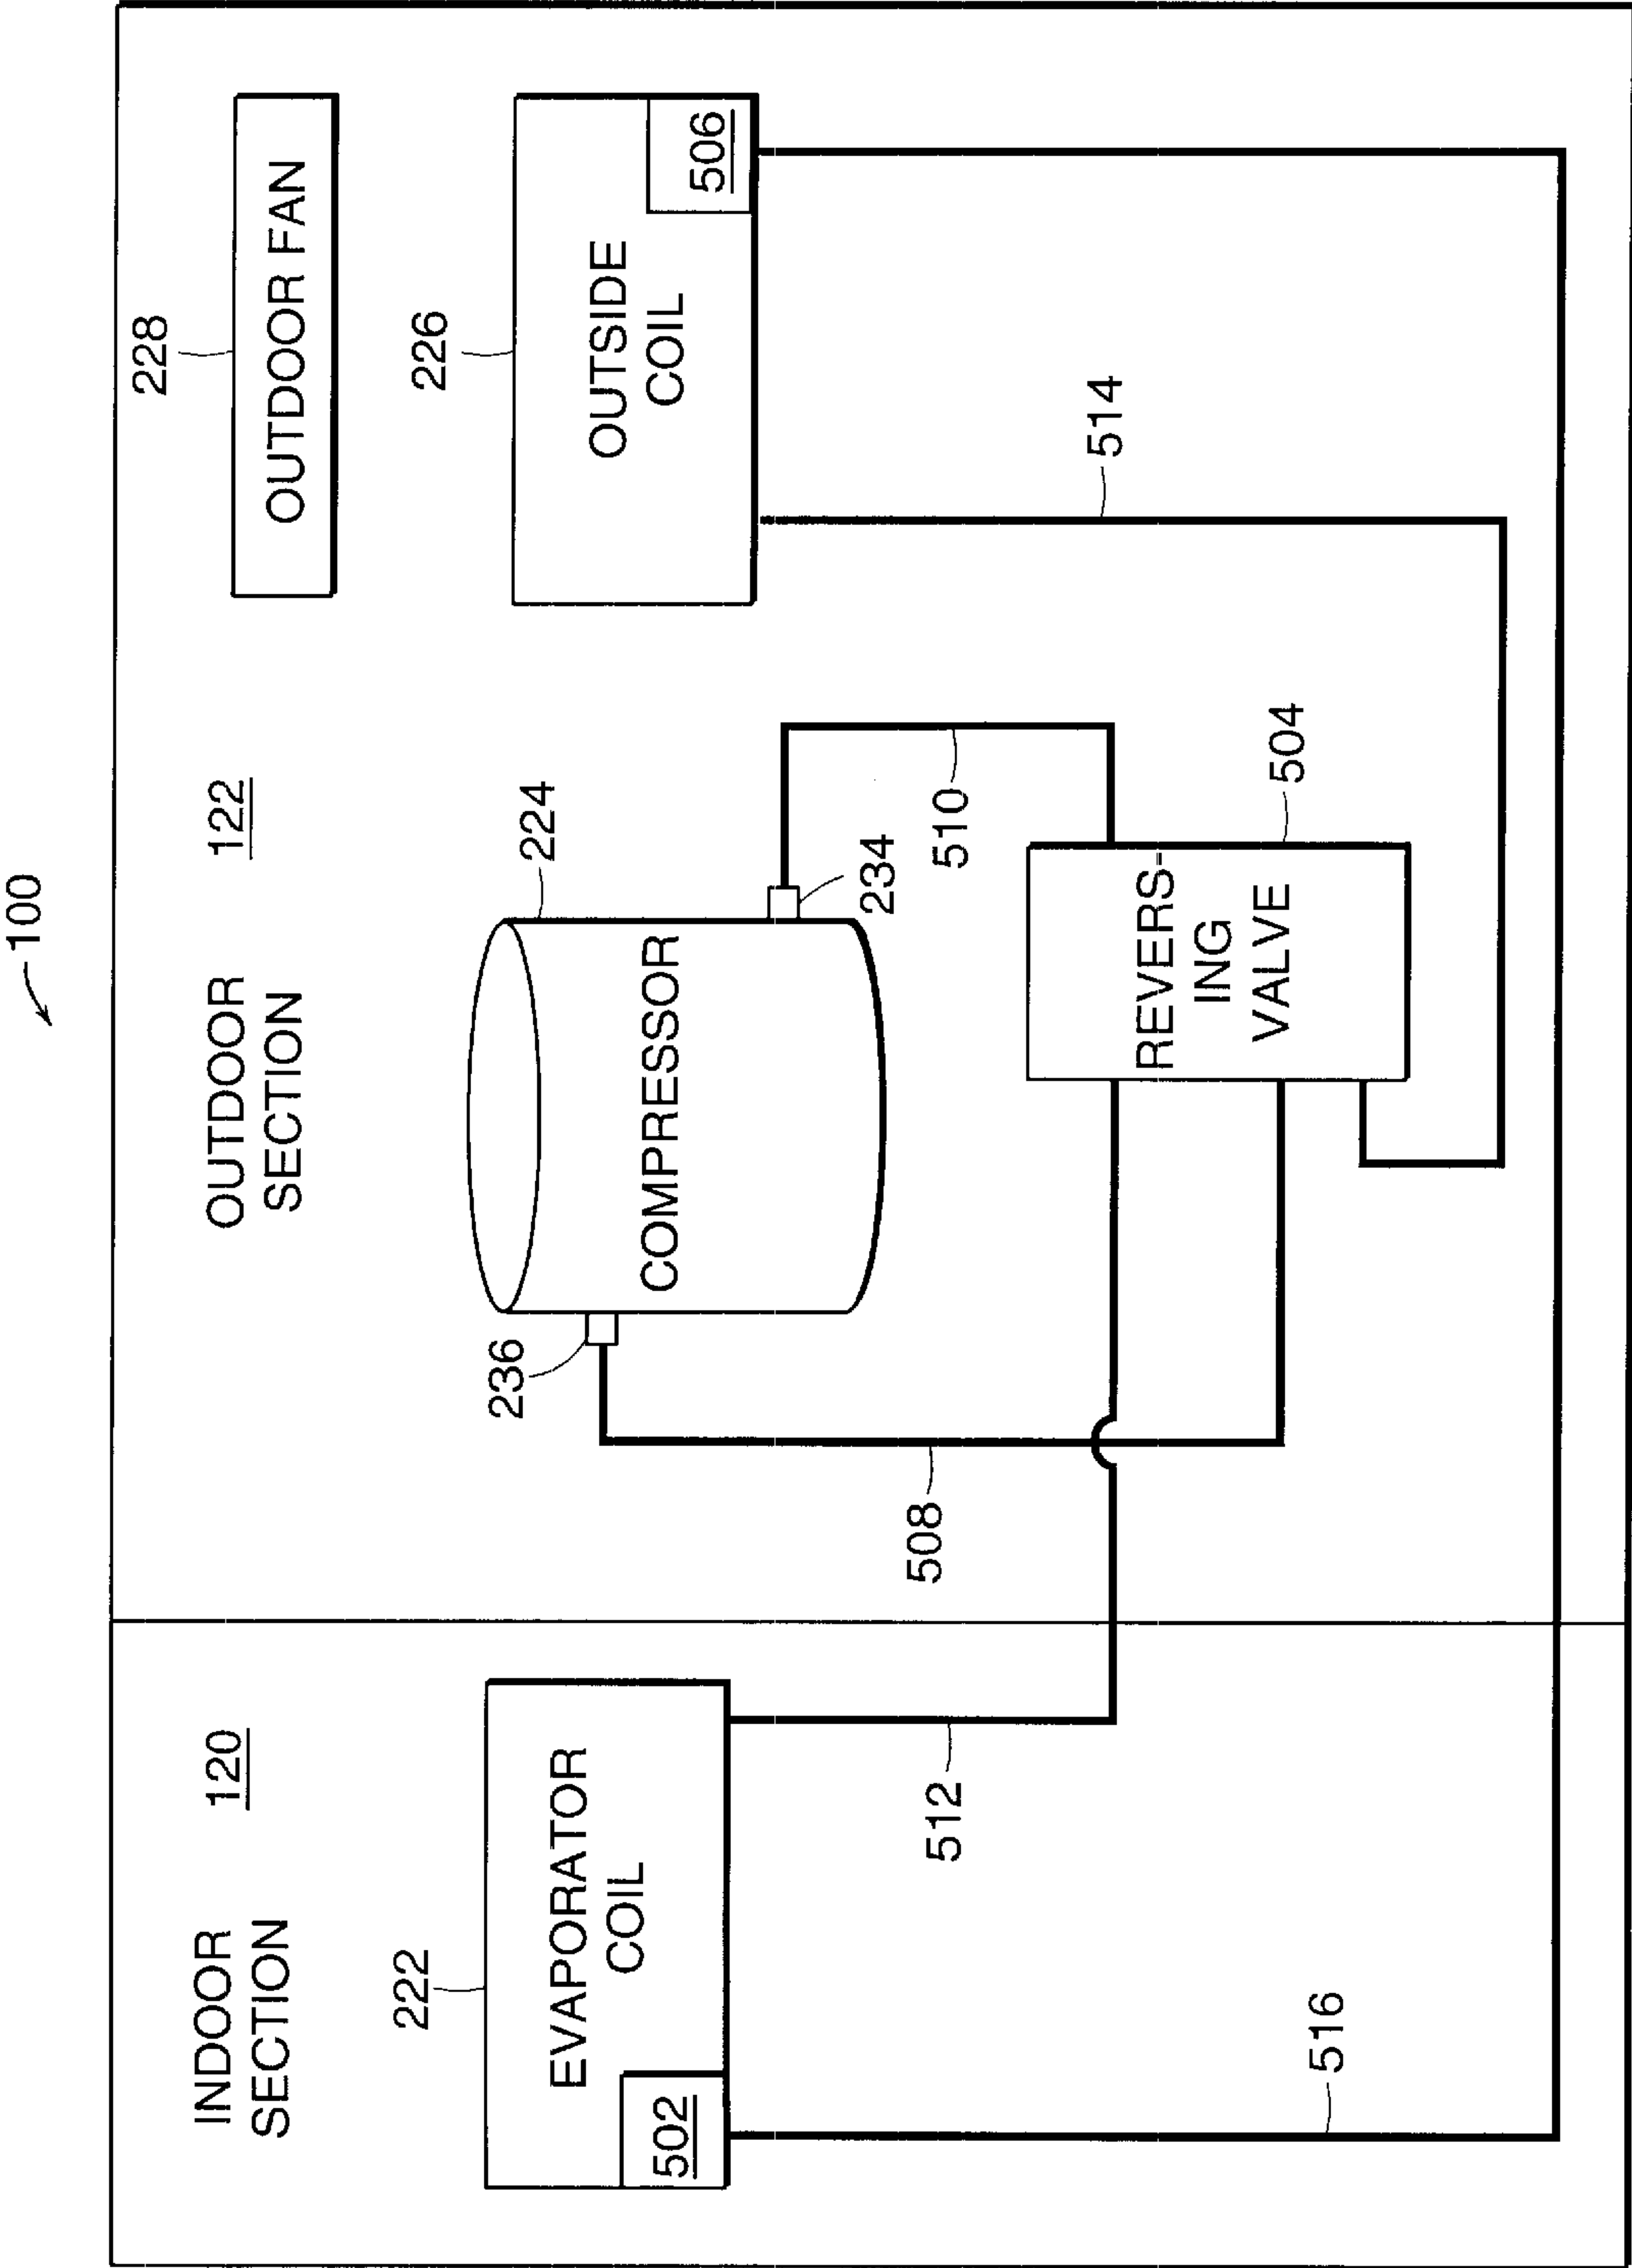 100
INDOOR
SECTION
120
OUTDOOR
SECTION
122
228
OUTDOOR FAN
222
EVAPORATOR
COIL
502
236
COMPRESSOR
224
234
226
OUTSIDE
COIL
506
512
508
510
REVERS-
ING
VALVE
504
514
516